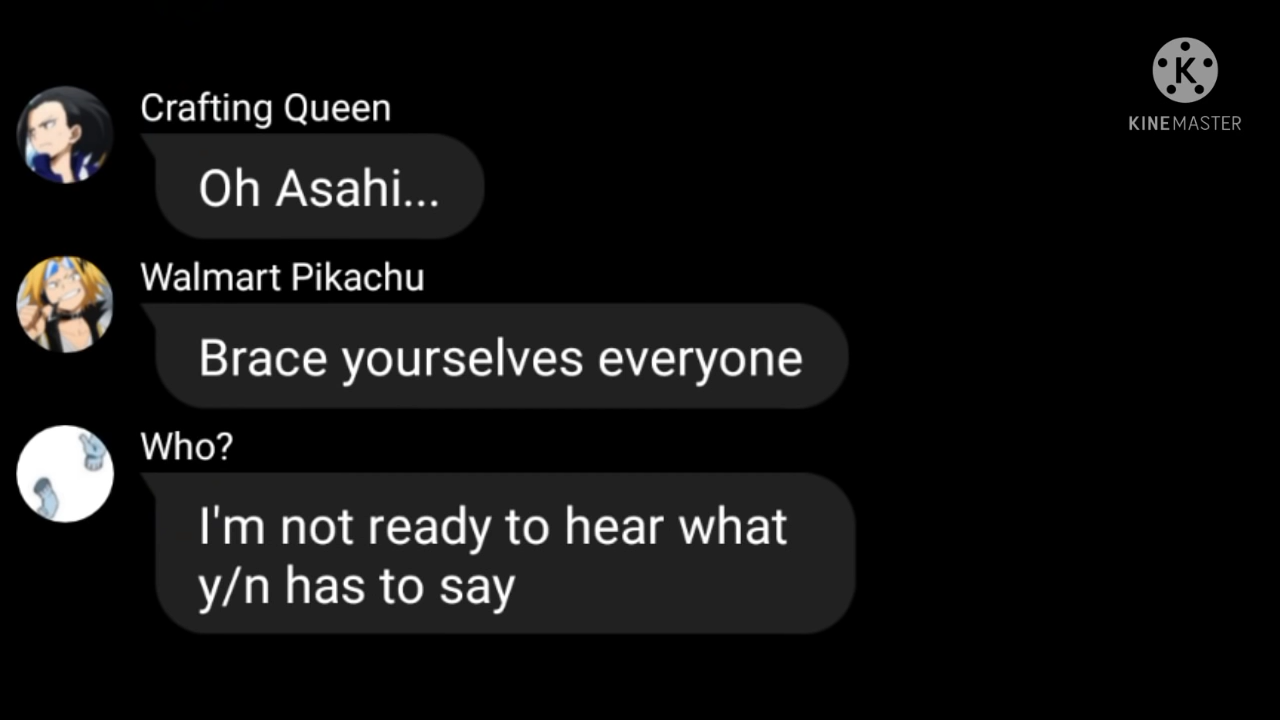 Crafting Queen
Oh Asahi...
Walmart Pikachu
Brace yourselves everyone
Who?
I'm not ready to hear what
y/n has to say
K
KINEMASTER